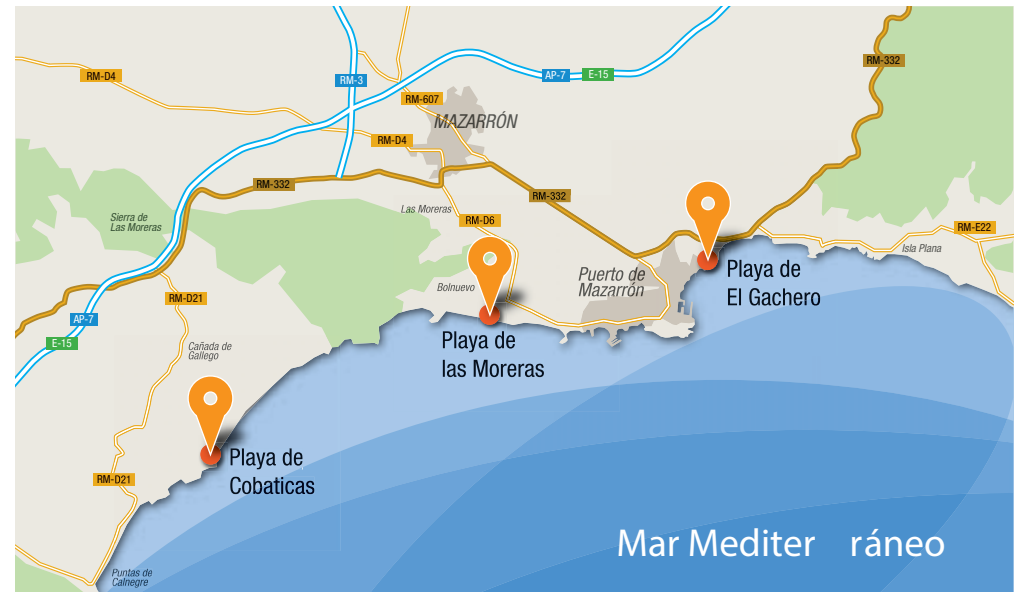 RM-332
RM-D4
RM-3
AP-7
E-15
RM-607
MAZARRÓN
RM-D4
RM-332
RM-332
Las Moreras
RM-D6
Sierra de
Las Moreras
RM-E22
Isla Plana
Puerto de
Mazarrón
Playa de
El Gachero
Bolnuevo
RM-D21
AP-7
E-15
Cañada de
Gallego
Playa de
las Moreras
Playa de
Cobaticas
RM-D21
Mar Mediter ráneo
Puntas de
Calnegre